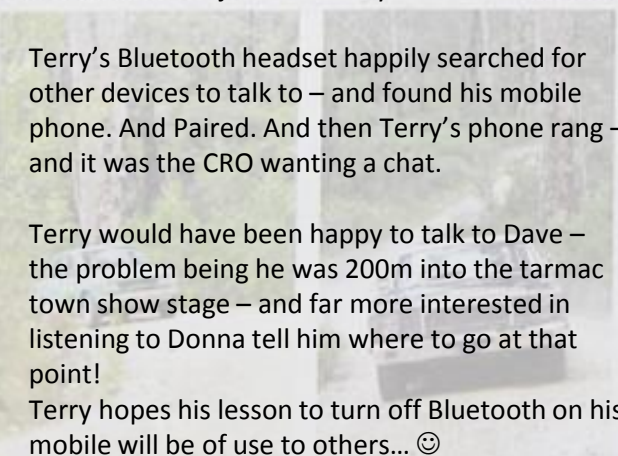 Terry’s Bluetooth headset happily searched for
other devices to talk to – and found his mobile
phone. And Paired. And then Terry’s phone rang –
and it was the CRO wanting a chat.
Terry would have been happy to talk to Dave –
the problem being he was 200m into the tarmac
town show stage – and far more interested in
listening to Donna tell him where to go at that
point!
Terry hopes his lesson to turn off Bluetooth on his
mobile will be of use to others… ☺